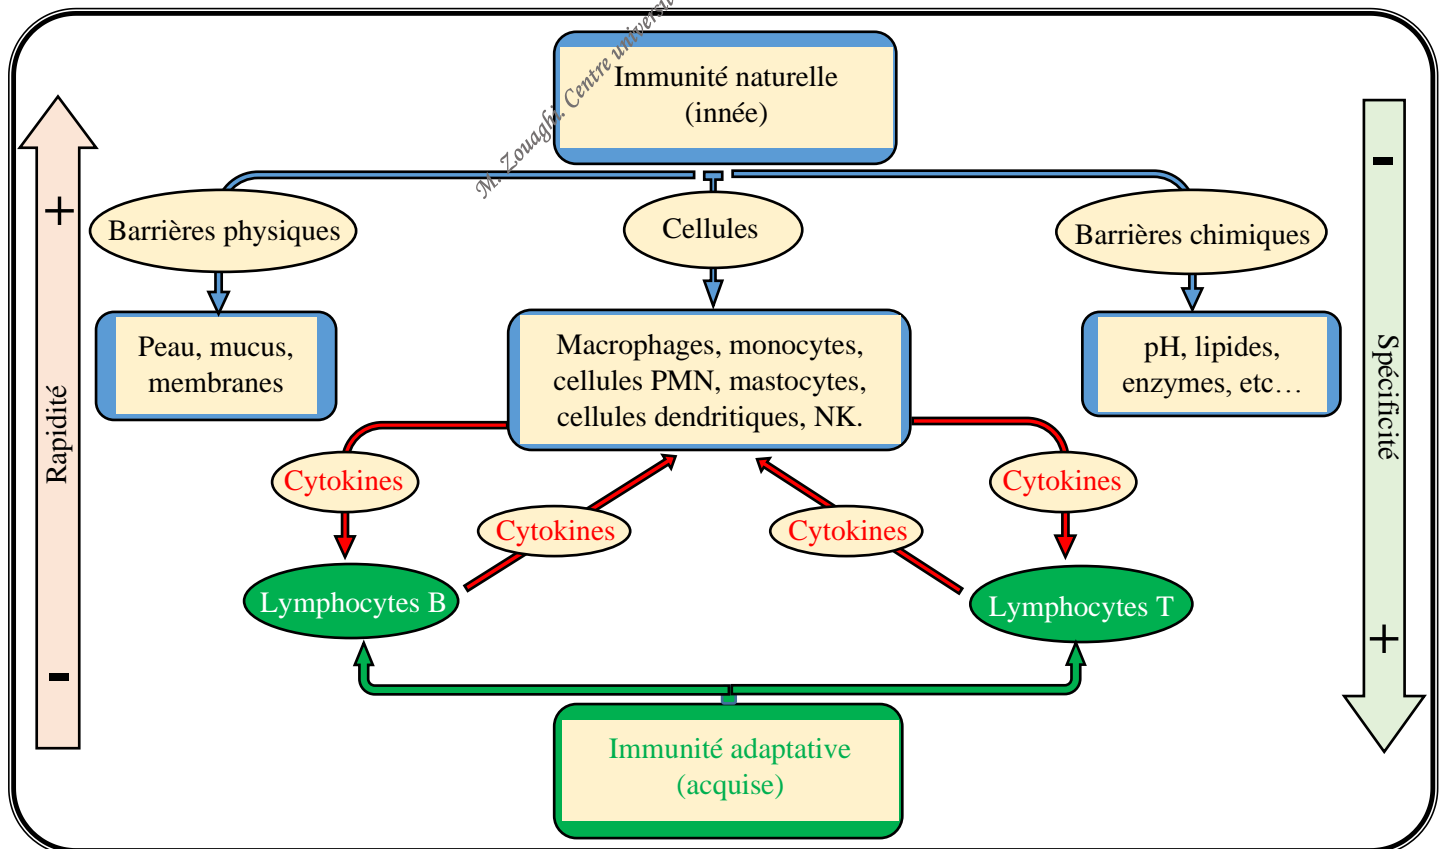 M. Zouaghi. Centre universit
Immunité naturelle
(innée)
Rapidité
+
-
Spécificité
-
+
Barrières physiques
Cellules
Barrières chimiques
Peau, mucus,
membranes
Macrophages, monocytes,
cellules PMN, mastocytes,
cellules dendritiques, NK.
pH, lipides,
enzymes, etc…
Cytokines
Cytokines
Cytokines
Cytokines
Lymphocytes B
Lymphocytes T
Immunité adaptative
(acquise)